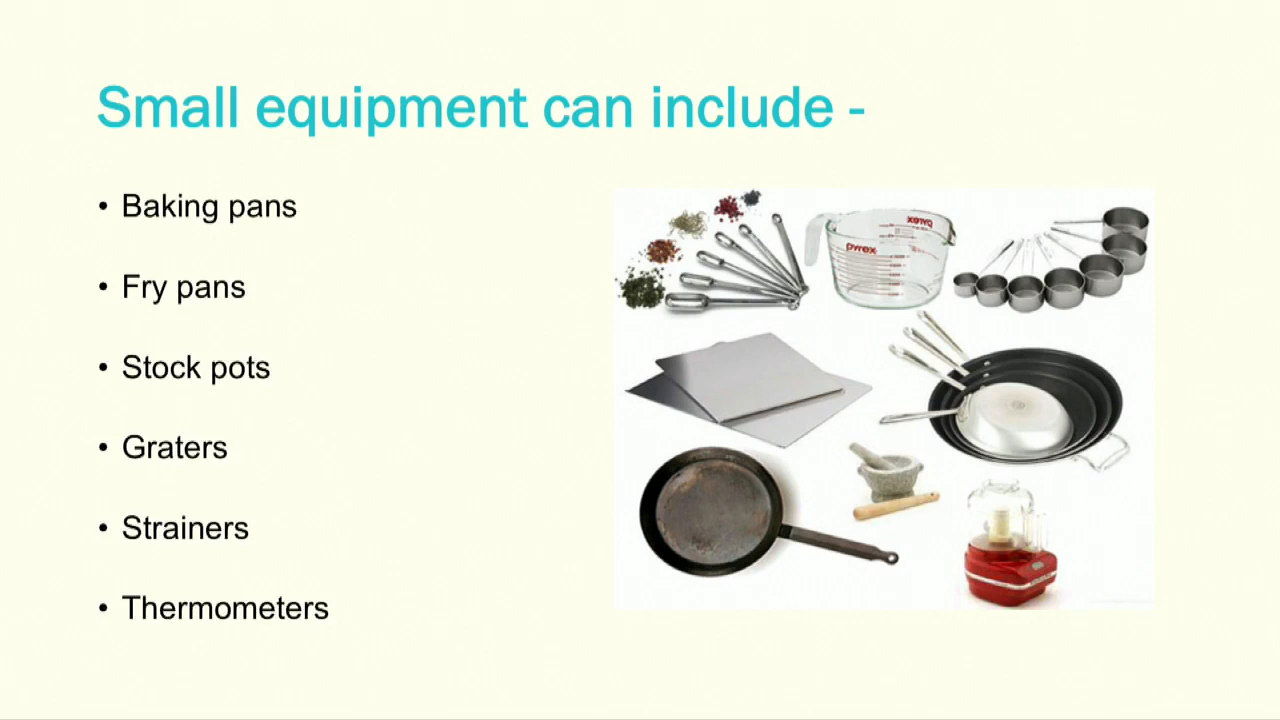 Small equipment can include -
• Baking pans
• Fry pans
• Stock pots
• Graters
• Strainers
• Thermometers
pyrex